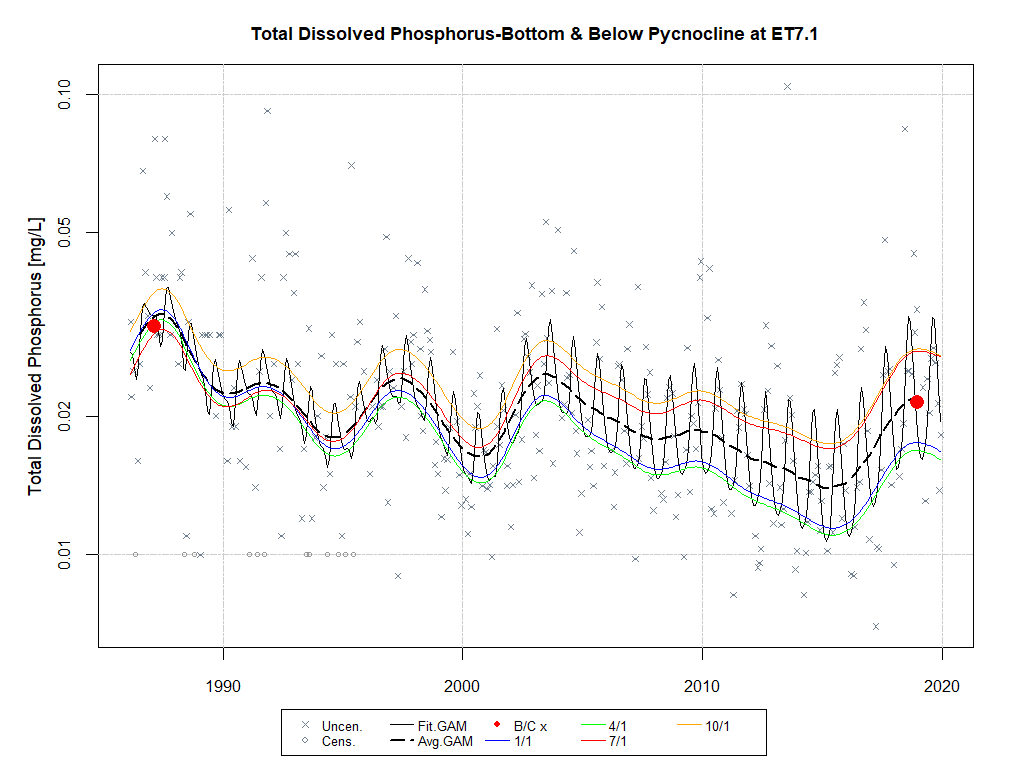 Total Dissolved Phosphorus-Bottom & Below Pycnocline at ET7.1
Total Dissolved Phosphorus [mg/L]
0.10
0.05
0.02
0.01
1990 2000 2010 2020
Uncen. Fit.GAM B/C x 4/1 10/1
Cens. Avg.GAM 1/1 7/1